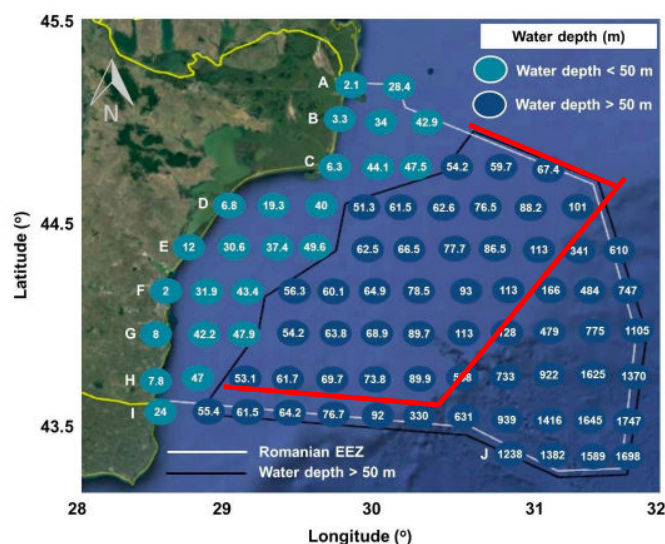 45.5
Water depth (m)
Water depth < 50 m
Water depth > 50 m
N
A 2.1 28.4
B 3.3 34 42.9
C 6.3 44.1 47.5 54.2 59.7 67.4
44.5
D 6.8 19.3 40 51.3 61.5 62.6 76.5 88.2 101
E 12 30.6 37.4 49.6 62.5 66.5 77.7 86.5 113 341 610
F 2 31.9 43.4 56.3 60.1 64.9 78.5 93 113 166 484 747
G 8 42.2 47.9 54.2 63.8 68.9 89.7 113 479 775 1105
H 7.8 47 53.1 61.7 69.7 73.8 89.9 733 922 1625 1370
I 24 55.4 61.5 64.2 76.7 92 330 631 939 1416 1645 1747
43.5
J 1238 1382 1589 1698
Romanian EEZ
Water depth > 50 m
Latitude (º)
28 29 30 31 32
Longitude (º)